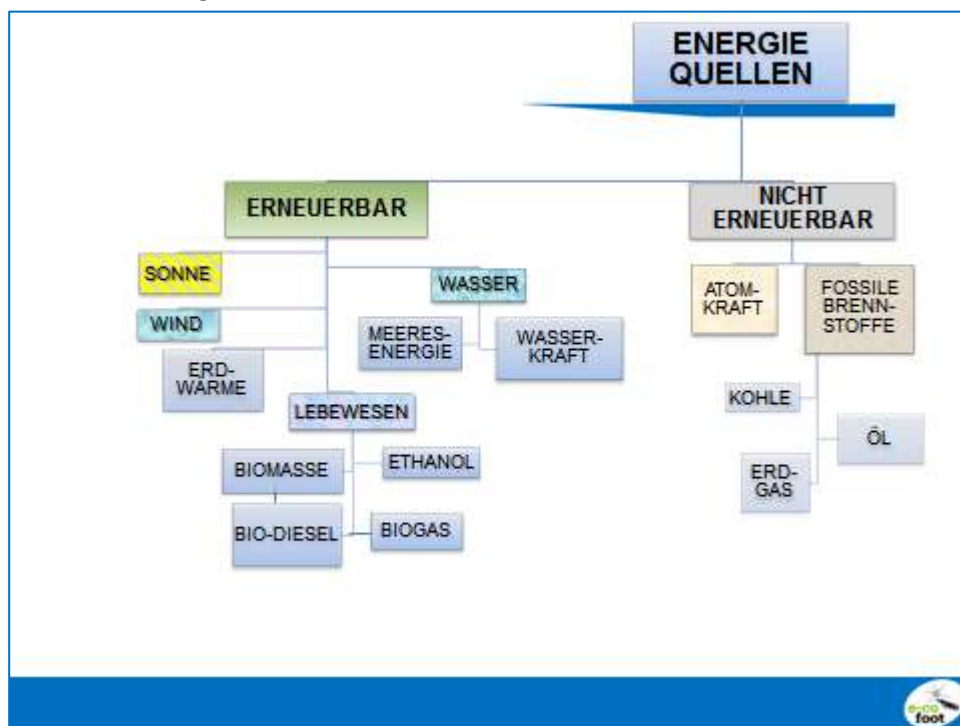 ENERGIE
QUELLEN
ERNEUERBAR
NICHT
ERNEUERBAR
SONNE
WASSER
ATOM-
KRAFT
FOSSILE
BRENN-
STOFFE
WIND
MEERES-
ENERGIE
WASSER-
KRAFT
ERD-
WÄRME
LEBEWESEN
KOHLE
ÖL
BIOMASSE
ETHANOL
ERD-
GAS
BIO-DIESEL
BIOGAS
e-co
foot